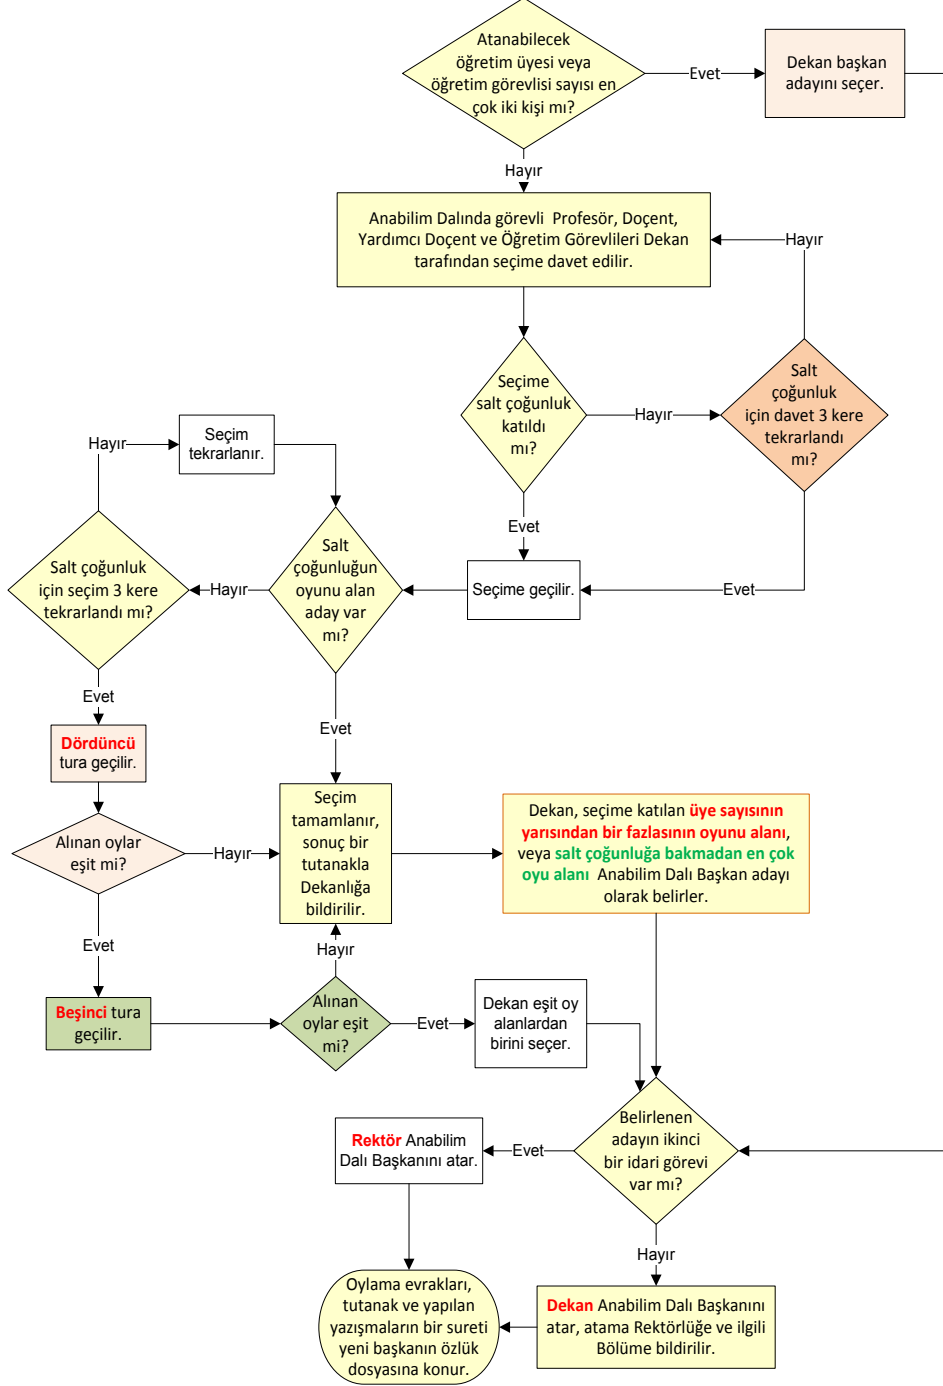 Atanabilecek
öğretim üyesi veya
öğretim görevlisi sayısı en
çok iki kişi mı?
Evet
Dekan başkan
adayını seçer.
Hayır
Anabilim Dalında görevli  Profesör, Doçent,
Yardımcı Doçent ve Öğretim Görevlileri Dekan
tarafından seçime davet edilir.
Hayır
Seçime
salt çoğunluk
katıldı
mı?
Hayır
Salt
çoğunluk
için davet 3 kere
tekrarlandı
mı?
Hayır
Seçim
tekrarlanır.
Evet
Salt çoğunluk
için seçim 3 kere
tekrarlandı mı?
Hayır
Salt
çoğunluğun
oyunu alan
aday var
mı?
Seçime geçilir.
Evet
Evet
Evet
Dördüncü
tura geçilir.
Seçim
tamamlanır,
sonuç bir
tutanakla
Dekanlığa
bildirilir.
Dekan, seçime katılan üye sayısının
yarısından bir fazlasının oyunu alanı,
veya salt çoğunluğa bakmadan en çok
oyu alanı  Anabilim Dalı Başkan adayı
olarak belirler.
Alınan oylar
eşit mi?
Hayır
Evet
Hayır
Beşinci tura
geçilir.
Alınan
oylar eşit
mi?
Evet
Dekan eşit oy
alanlardan
birini seçer.
Belirlenen
adayın ikinci
bir idari görevi
var mı?
Evet
Rektör Anabilim
Dalı Başkanını atar.
Hayır
Oylama evrakları,
tutanak ve yapılan
yazışmaların bir sureti
yeni başkanın özlük
dosyasına konur.
Dekan Anabilim Dalı Başkanını
atar, atama Rektörlüğe ve ilgili
Bölüme bildirilir.